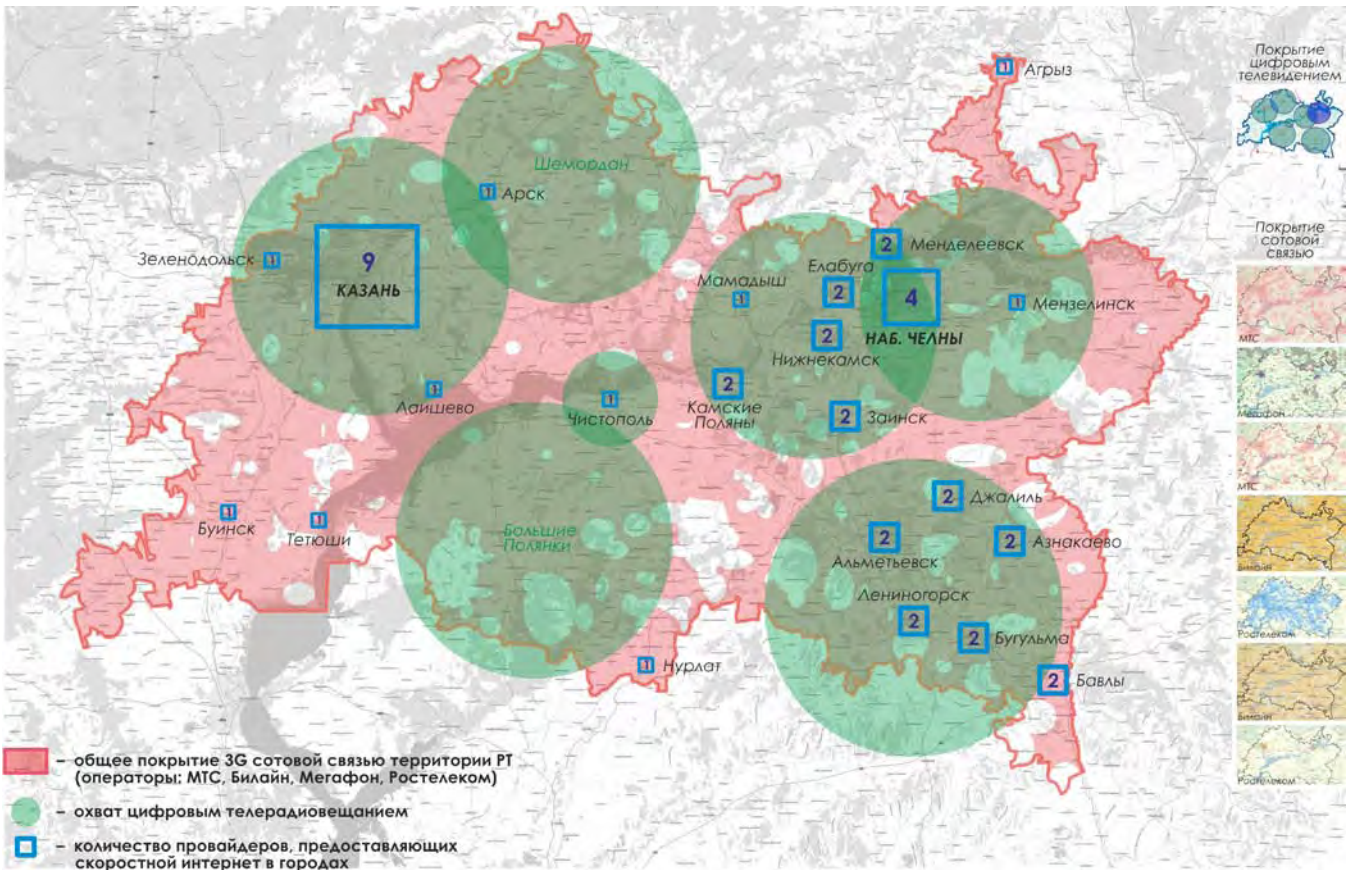 Агрыз
1
Шемордан
1
Арск
Зеленодольск
1
9
КАЗАНЬ
2
Менделеевск
Елабуга
2
Мамадыш
1
4
НАБ. ЧЕЛНЫ
1
Мензелинск
2
Нижнекамск
1
Лаишево
1
Чистополь
2
Камские
Поляны
2
Заинск
1
Буинск
1
Тетюши
Большие
Полянки
2
Джалиль
2
Альметьевск
2
Азнакаево
Лениногорск
2
2
Бугульма
1
Нурлат
2
Бавлы
– общее покрытие 3G сотовой связью территории РТ
(операторы: МТС, Билайн, Мегафон, Ростелеком)
– охват цифровым телерадиовещанием
– количество провайдеров, предоставляющих
скоростной интернет в городах
Покрытие
цифровым
телевидением
Покрытие
сотовой
связью
МТС
Мегафон
МТС
Билайн
Ростелеком
Билайн
Ростелеком